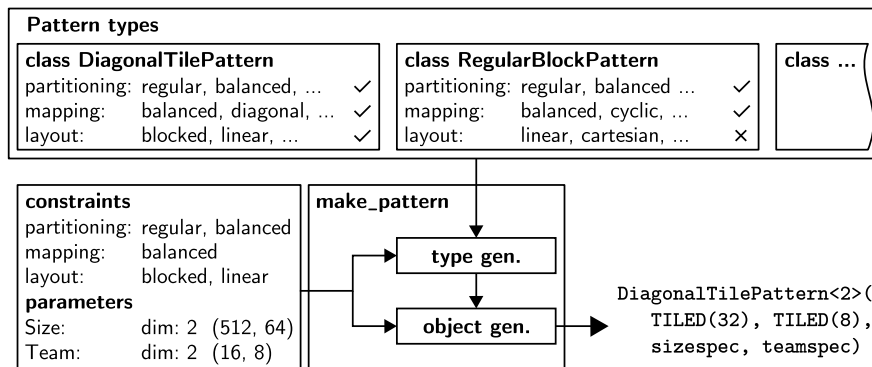 Pattern types
class DiagonalTilePattern
partitioning: regular, balanced, ... ✓
mapping: balanced, diagonal, ... ✓
layout: blocked, linear, ... ✓
class RegularBlockPattern
partitioning: regular, balanced ... ✓
mapping: balanced, cyclic, ... ✓
layout: linear, cartesian, ... ×
class ...
constraints
partitioning: regular, balanced
mapping: balanced
layout: blocked, linear
parameters
Size: dim: 2 (512, 64)
Team: dim: 2 (16, 8)
make_pattern
type gen.
object gen.
DiagonalTilePattern<2>(
TILED(32), TILED(8),
sizespec, teamspec)